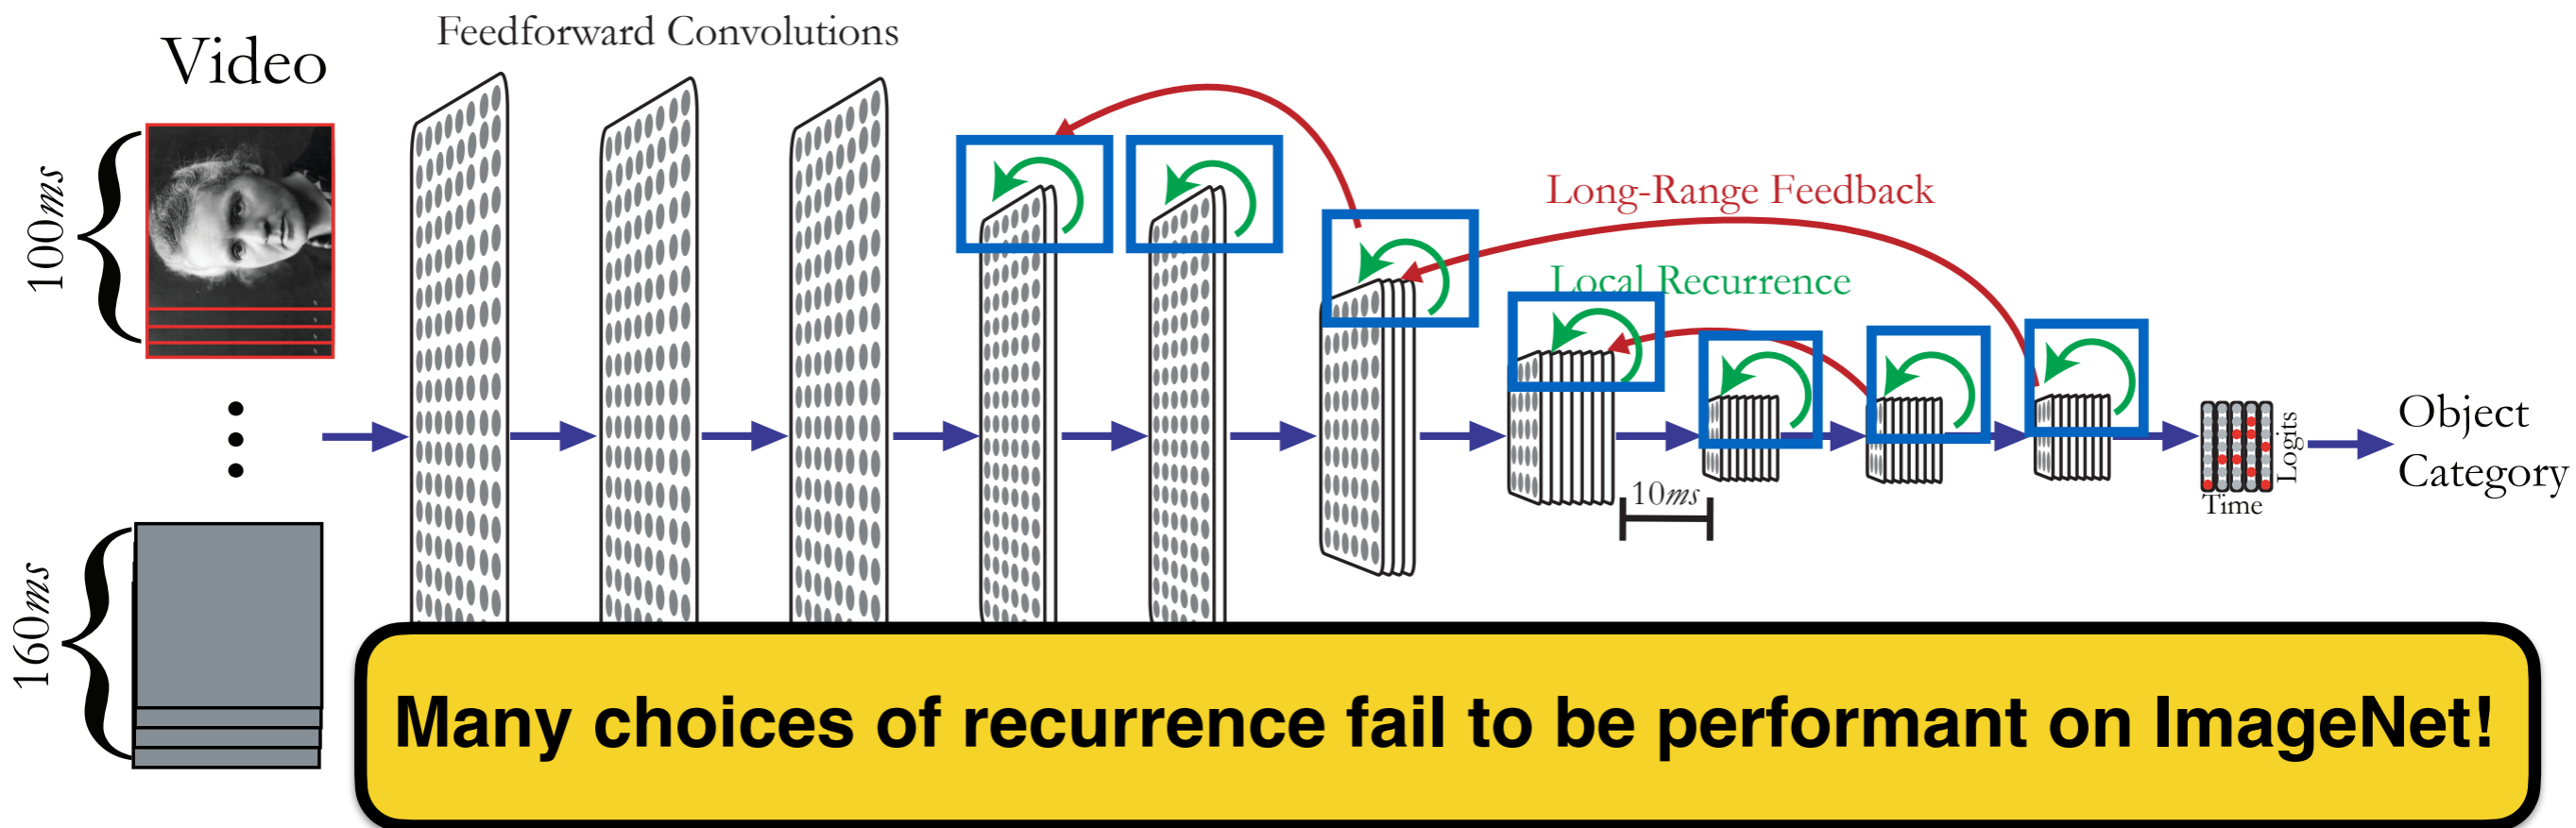 Video
Feedforward Convolutions
100ms
Long-Range Feedback
Local Recurrence
Object
Category
Logits
Time
10ms
160ms
Many choices of recurrence fail to be performant on ImageNet!